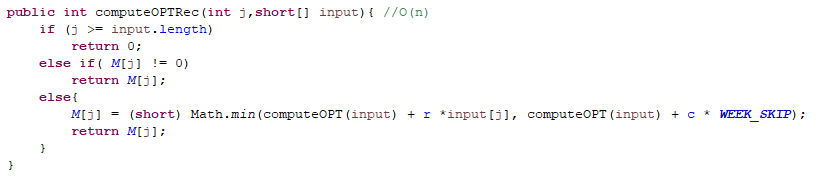 public int computeOPTRec(int j,short[] input){ //O(n)
if (j >= input.length)
return 0;
else if( M[j] != 0)
return M[j];
else{
M[j] = (short) Math.min(computeOPT(input) + r *input[j], computeOPT(input) + c * WEEK_SKIP);
return M[j];
}
}